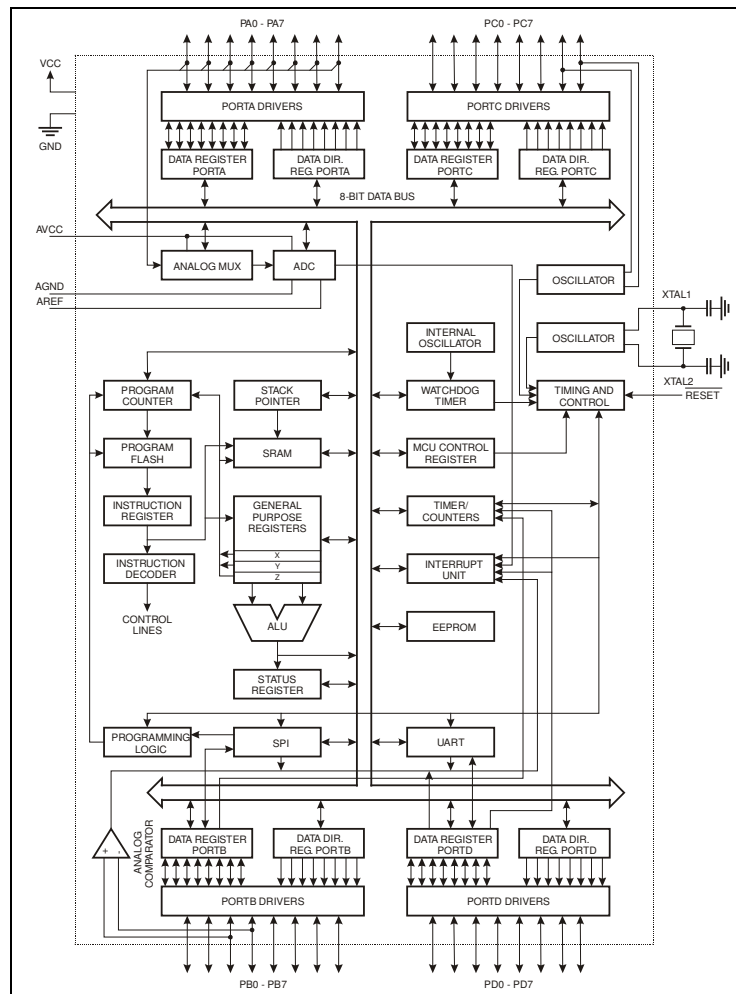 PA0 - PA7
PC0 - PC7
VCC
GND
PORTA DRIVERS
PORTC DRIVERS
DATA REGISTER
PORTA
DATA DIR.
REG. PORTA
DATA REGISTER
PORTC
DATA DIR.
REG. PORTC
8-BIT DATA BUS
AVCC
ANALOG MUX
ADC
AGND
AREF
OSCILLATOR
XTAL1
OSCILLATOR
XTAL2
RESET
INTERNAL
OSCILLATOR
PROGRAM
COUNTER
STACK
POINTER
WATCHDOG
TIMER
TIMING AND
CONTROL
PROGRAM
FLASH
SRAM
MCU CONTROL
REGISTER
INSTRUCTION
REGISTER
GENERAL
PURPOSE
REGISTERS
X
Y
Z
TIMER/
COUNTERS
INSTRUCTION
DECODER
INTERRUPT
UNIT
CONTROL
LINES
ALU
EEPROM
STATUS
REGISTER
PROGRAMMING
LOGIC
SPI
UART
ANALOG
COMPARATOR
+ -
DATA REGISTER
PORTB
DATA DIR.
REG. PORTB
DATA REGISTER
PORTD
DATA DIR.
REG. PORTD
PORTB DRIVERS
PORTD DRIVERS
PB0 - PB7
PD0 - PD7